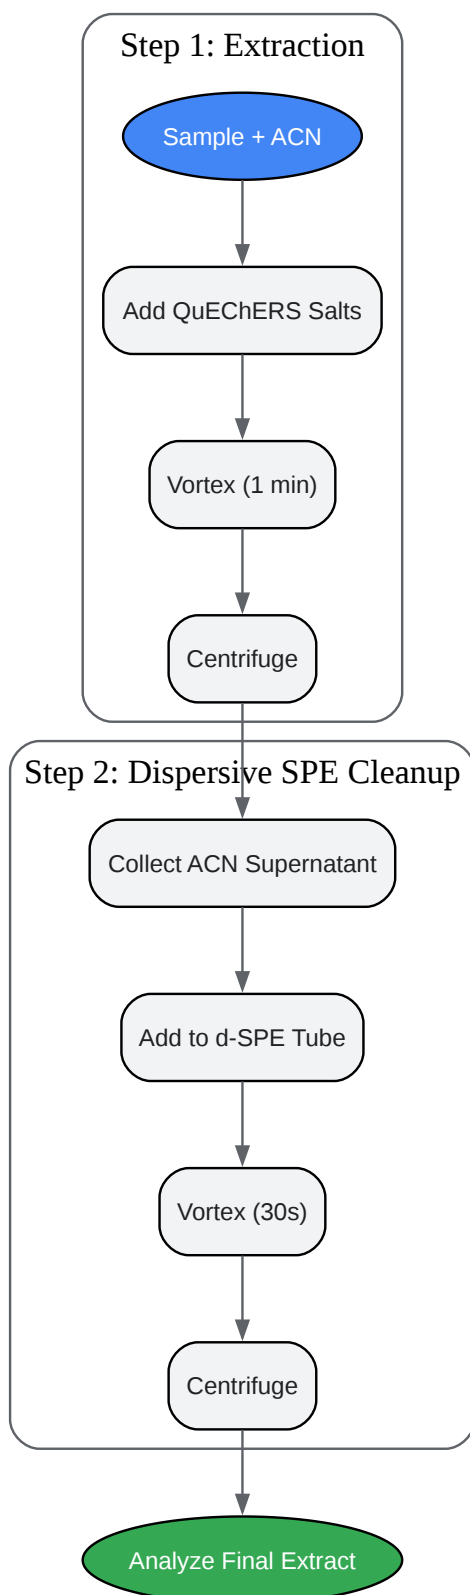 Step 1: Extraction
Sample + ACN
Add QuEChERS Salts
Vortex (1 min)
Centrifuge
Step 2: Dispersive SPE Cleanup
Collect ACN Supernatant
Add to d-SPE Tube
Vortex (30s)
Centrifuge
Analyze Final Extract